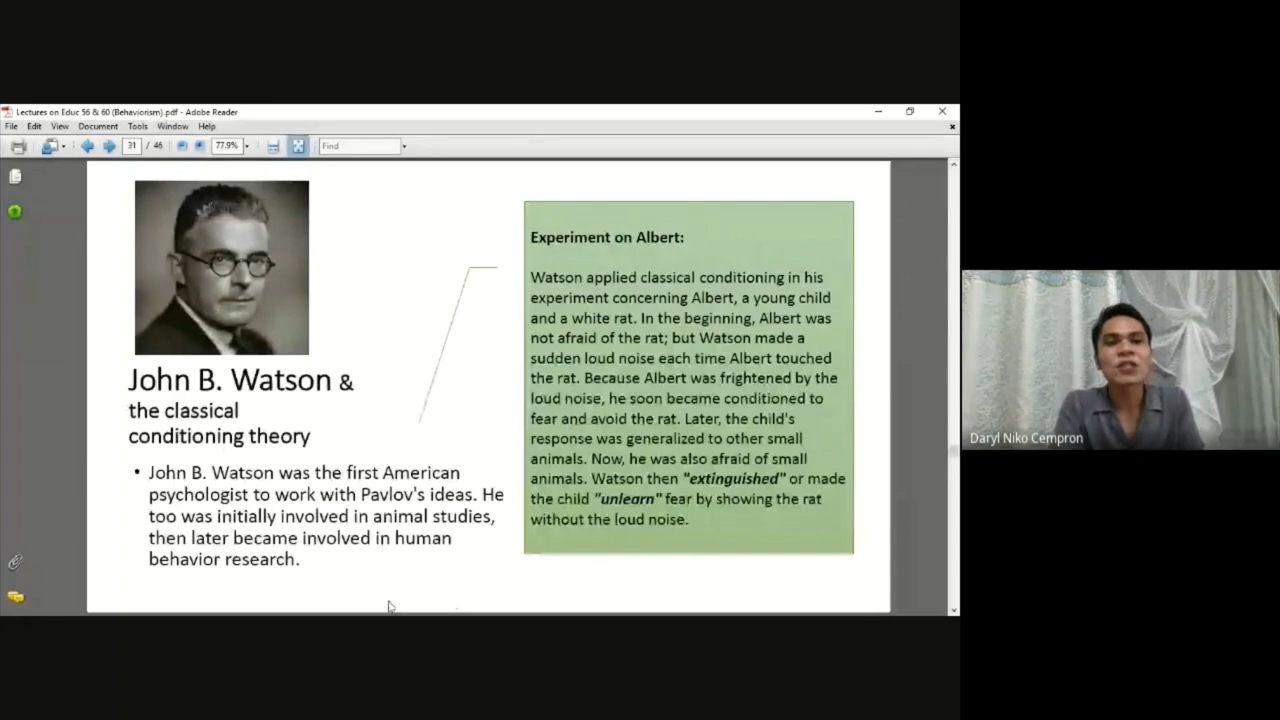 Lectures on Educ 56 & 60 (Behaviorism).pdf - Adobe Reader
File Edit View Document Tools Window Help
31 / 46 77.9% Find
John B. Watson &
the classical
conditioning theory
• John B. Watson was the first American
psychologist to work with Pavlov's ideas. He
too was initially involved in animal studies,
then later became involved in human
behavior research.
Experiment on Albert:
Watson applied classical conditioning in his
experiment concerning Albert, a young child
and a white rat. In the beginning, Albert was
not afraid of the rat; but Watson made a
sudden loud noise each time Albert touched
the rat. Because Albert was frightened by the
loud noise, he soon became conditioned to
fear and avoid the rat. Later, the child's
response was generalized to other small
animals. Now, he was also afraid of small
animals. Watson then "extinguished" or made
the child "unlearn" fear by showing the rat
without the loud noise.
Daryl Niko Cempron